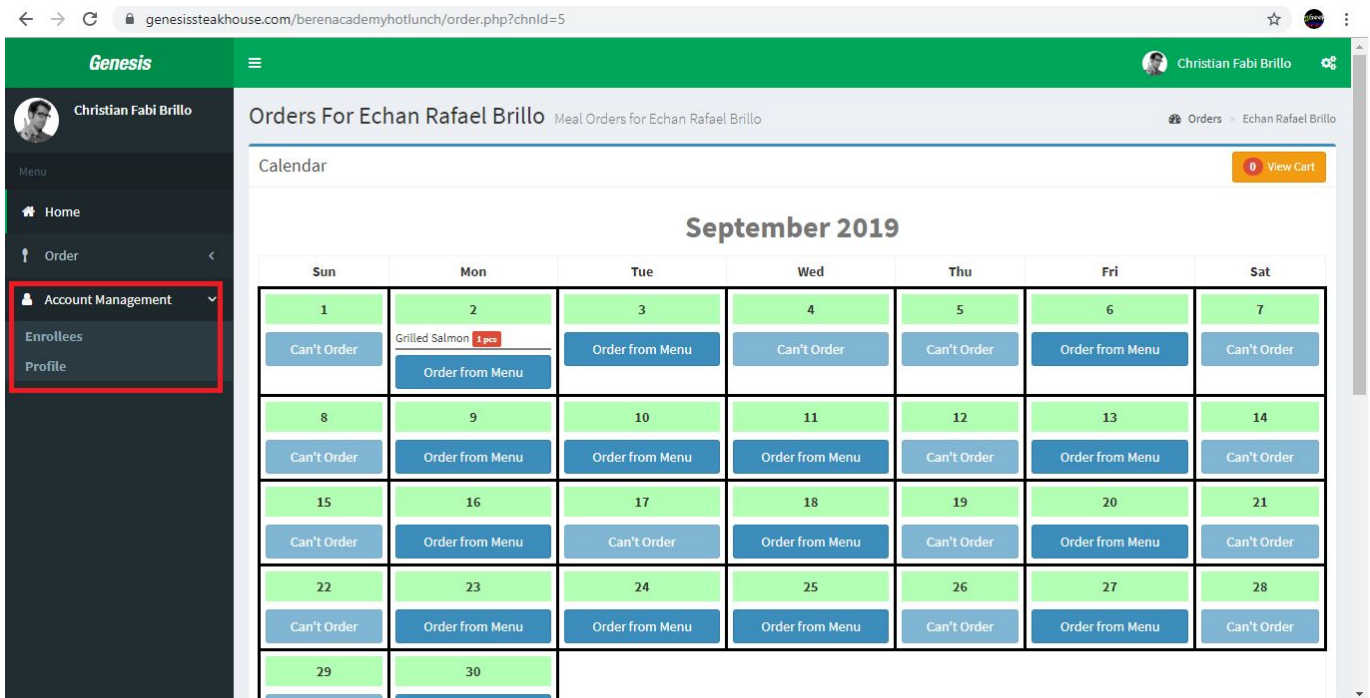 genesissteakhouse.com/berenacademyhotlunch/order.php?chnId=5
Genesis
Christian Fabi Brillo
Christian Fabi Brillo
Orders For Echan Rafael Brillo Meal Orders for Echan Rafael Brillo
Orders > Echan Rafael Brillo
Menu
Home
Order
Account Management
Enrollees
Profile
Calendar
0 View Cart
September 2019
Sun Mon Tue Wed Thu Fri Sat
1 2 3 4 5 6 7
Grilled Salmon 1 pcs
Can't Order Order from Menu Order from Menu Can't Order Can't Order Order from Menu Can't Order
8 9 10 11 12 13 14
Can't Order Order from Menu Order from Menu Order from Menu Can't Order Order from Menu Can't Order
15 16 17 18 19 20 21
Can't Order Order from Menu Can't Order Order from Menu Can't Order Order from Menu Can't Order
22 23 24 25 26 27 28
Can't Order Order from Menu Order from Menu Order from Menu Can't Order Order from Menu Can't Order
29 30